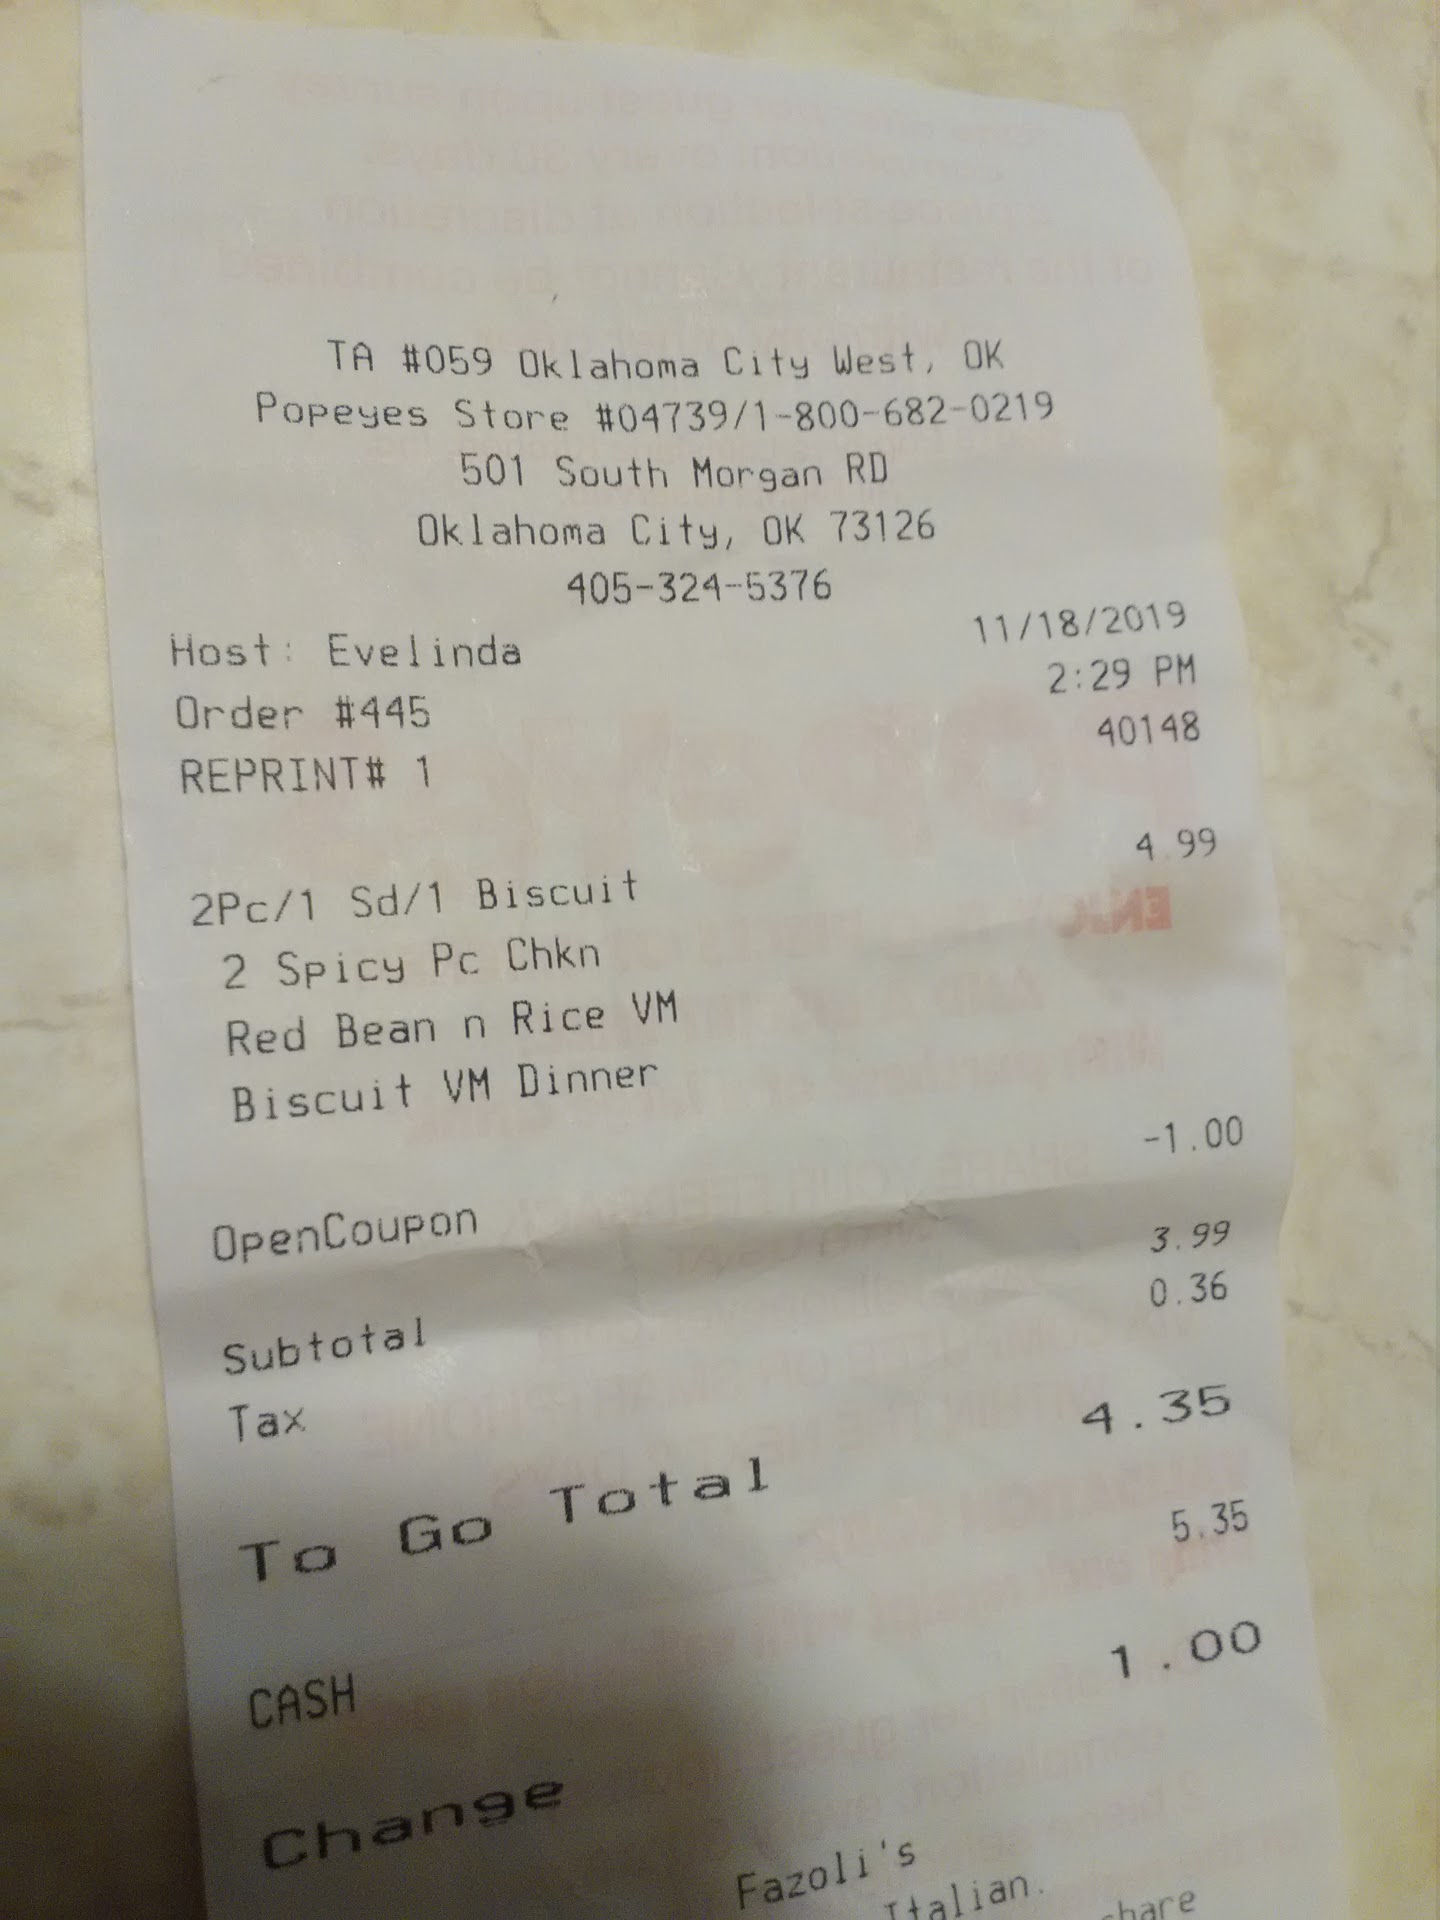 TA #059 Oklahoma City West, OK
Popeyes Store #04739/1-800-682-0219
501 South Morgan RD
Oklahoma City, OK 73126
405-324-5376
Host: Evelinda 11/18/2019
Order #445 2:29 PM
REPRINT# 1 40148
2Pc/1 Sd/1 Biscuit 4.99
2 Spicy Pc Chkn
Red Bean n Rice VM
Biscuit VM Dinner
OpenCoupon -1.00
Subtotal 3.99
Tax 0.36
To Go Total 4.35
CASH 5.35
Change 1.00
Fazoli's
Italian.
share